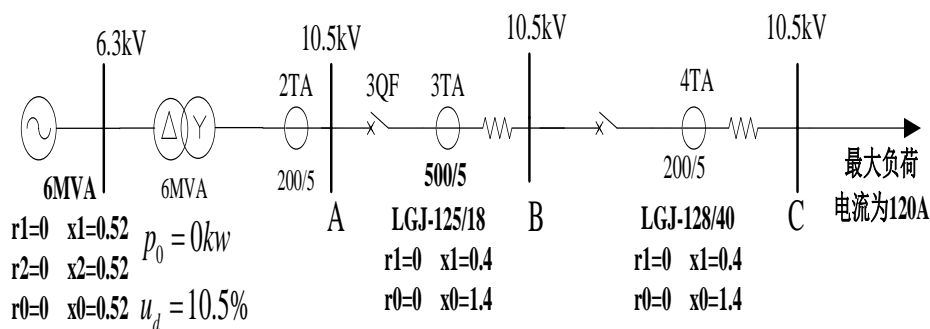 6.3kV
10.5kV
10.5kV
10.5kV
2TA
3QF
3TA
4TA
Δ
Y
6MVA
6MVA
200/5
500/5
200/5
A
B
C
r1=0 x1=0.52
r2=0 x2=0.52
r0=0 x0=0.52
p₀ = 0kw
u_d = 10.5%
LGJ-125/18
r1=0 x1=0.4
r0=0 x0=1.4
LGJ-128/40
r1=0 x1=0.4
r0=0 x0=1.4
最大负荷
电流为120A